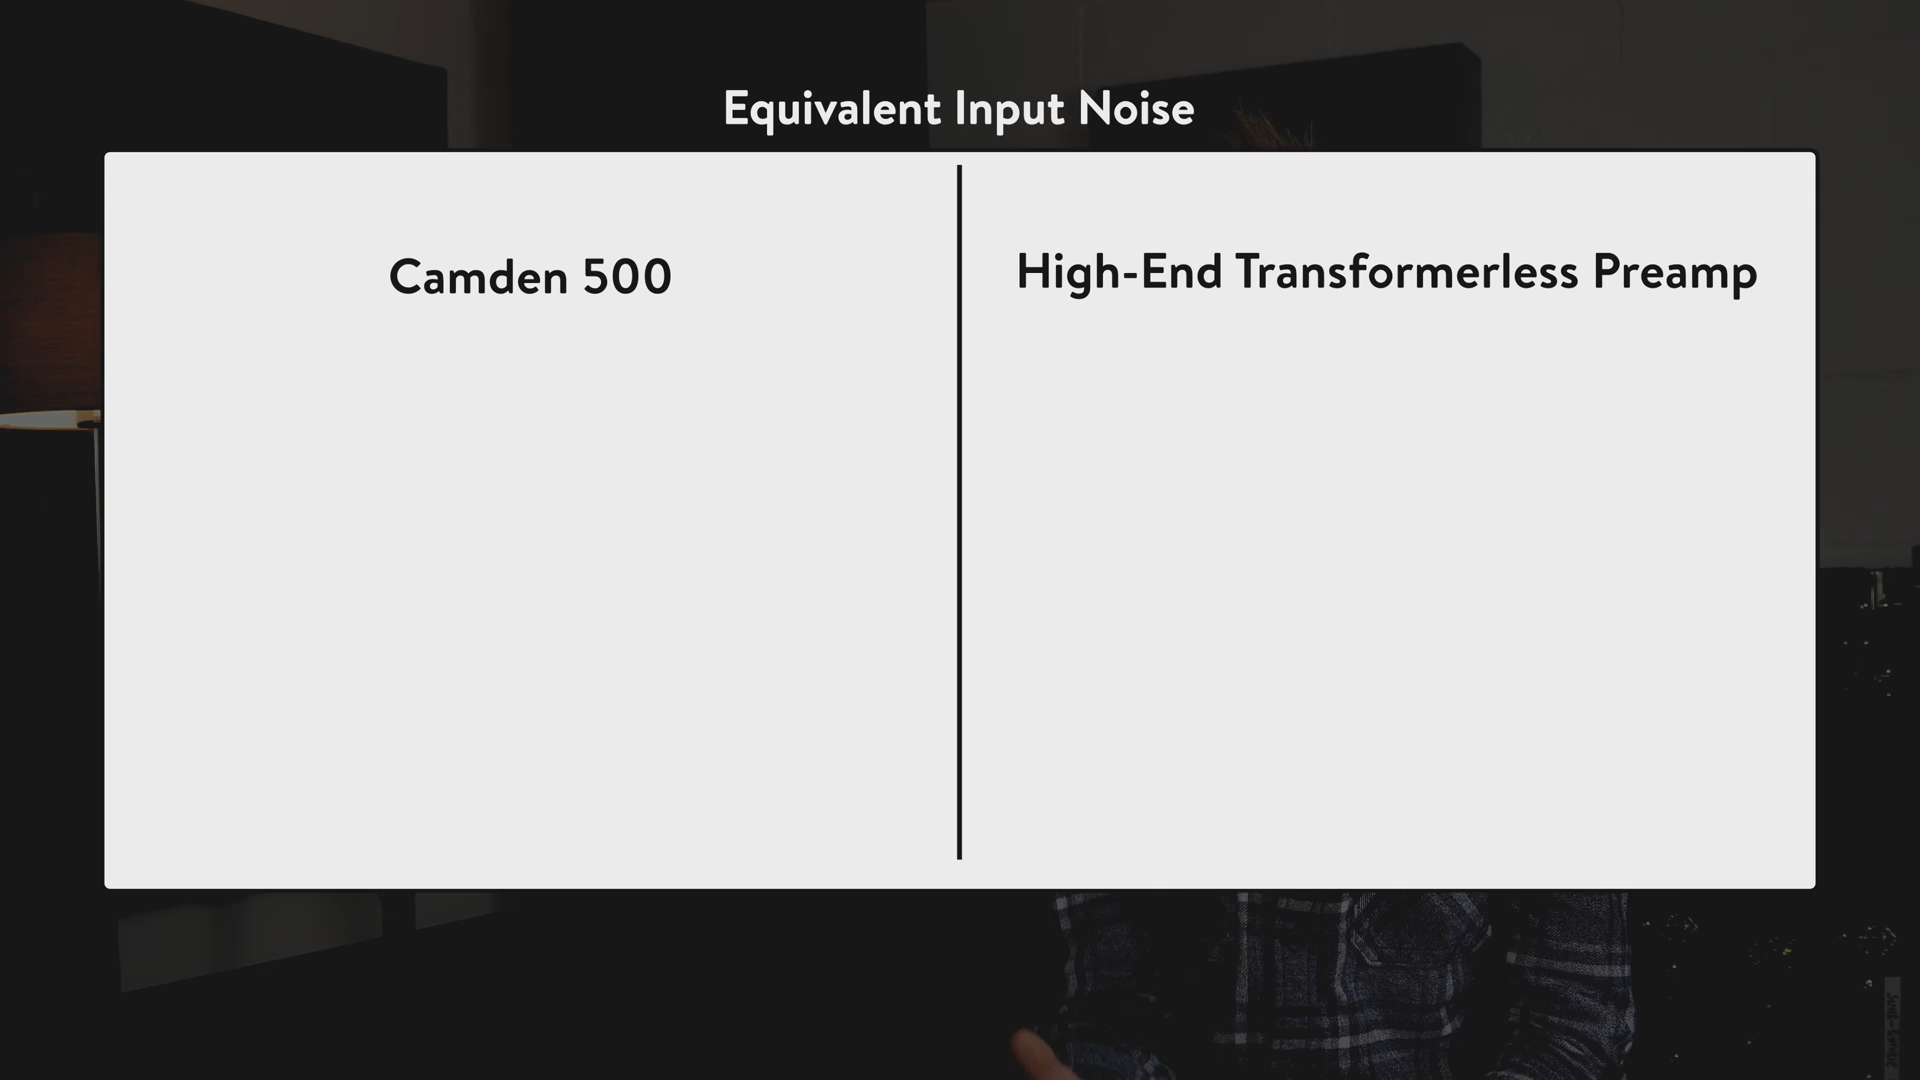 Equivalent Input Noise
Camden 500
High-End Transformerless Preamp